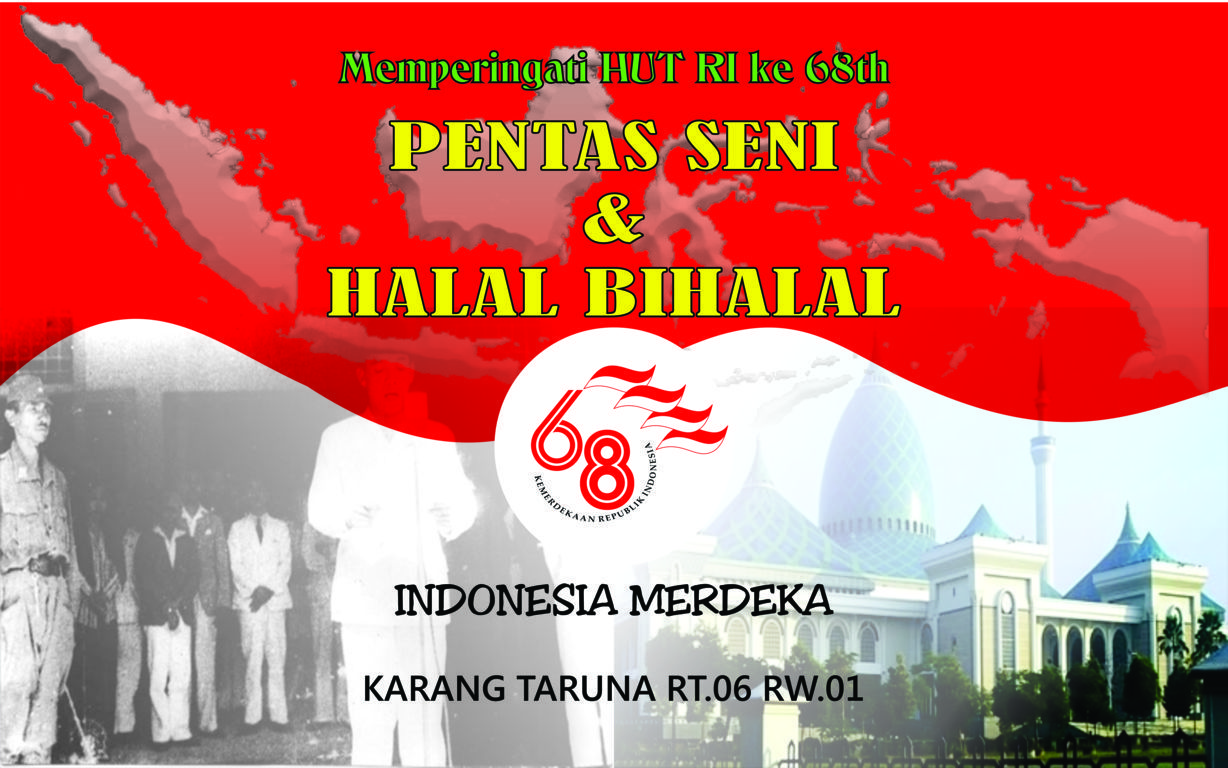 Memperingati HUT RI ke 68th
PENTAS SENI
&
HALAL BIHALAL
68
KEMERDEKAAN REPUBLIK INDONESIA
INDONESIA MERDEKA
KARANG TARUNA RT.06 RW.01